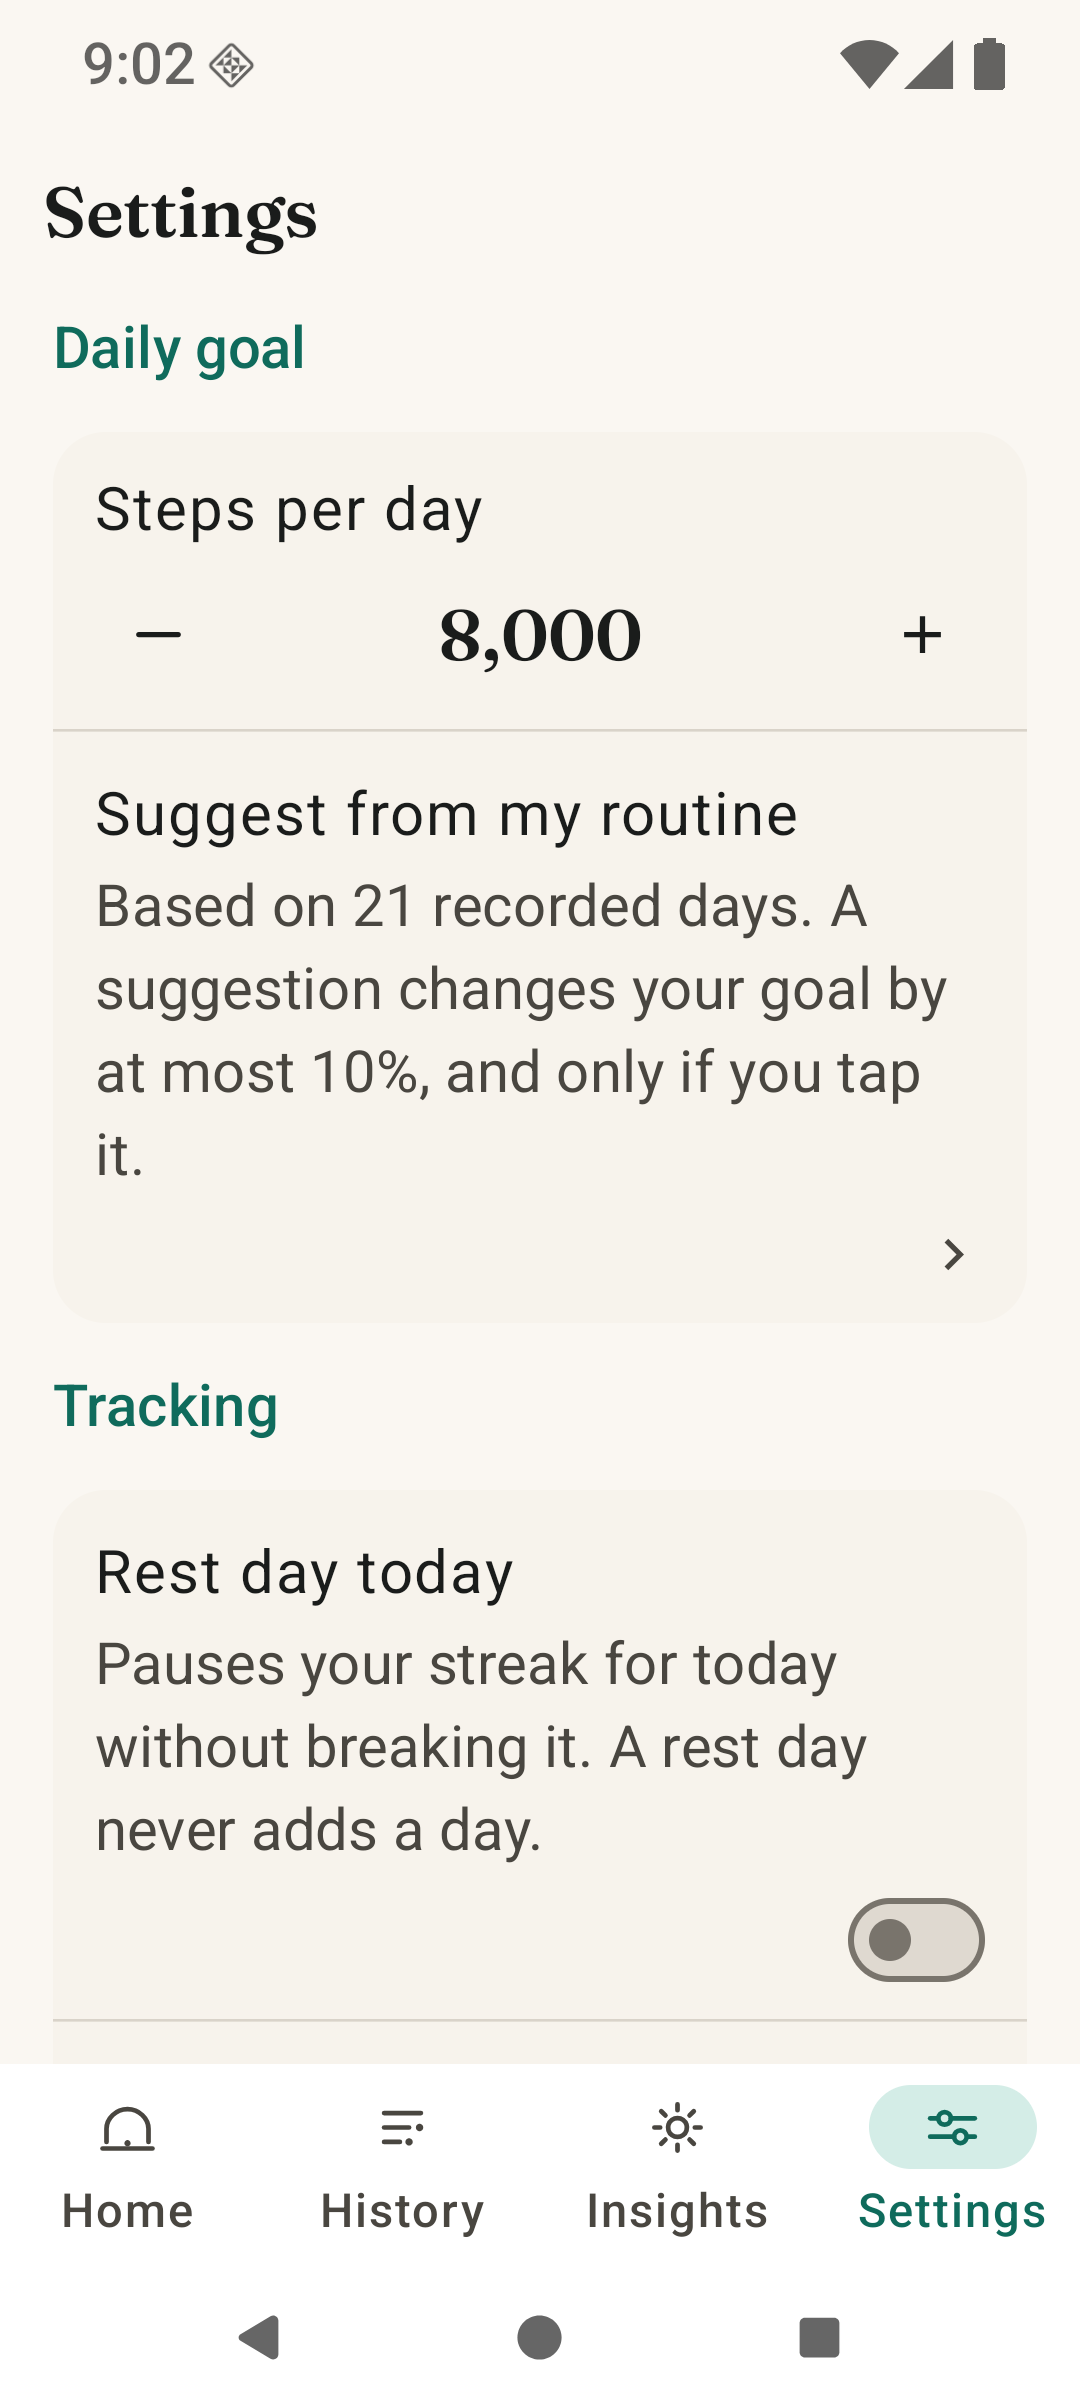 9:02
Settings
Daily goal
Steps per day
8,000
Suggest from my routine
Based on 21 recorded days. A
suggestion changes your goal by
at most 10%, and only if you tap
it.
Tracking
Rest day today
Pauses your streak for today
without breaking it. A rest day
never adds a day.
Home
History
Insights
Settings